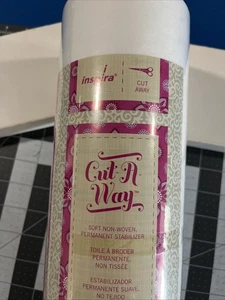 inspira®
CUT
AWAY
Cut-A-
Way
SOFT NON-WOVEN,
PERMANENT STABILIZER
TOILE À BRODER
PERMANENTE,
NON TISSÉE
ESTABILIZADOR
PERMANENTE SUAVE,
NO TEJIDO